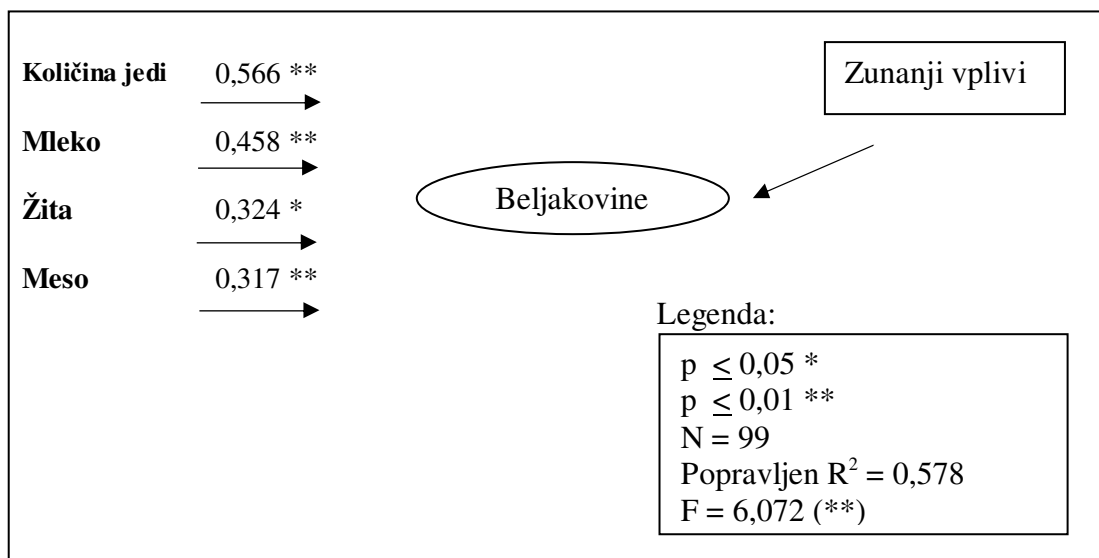 Količina jedi 0,566 **
Mleko 0,458 **
Žita 0,324 *
Meso 0,317 **
Zunanji vplivi
Beljakovine
Legenda:
p ≤ 0,05 *
p ≤ 0,01 **
N = 99
Popravljen R² = 0,578
F = 6,072 (**)